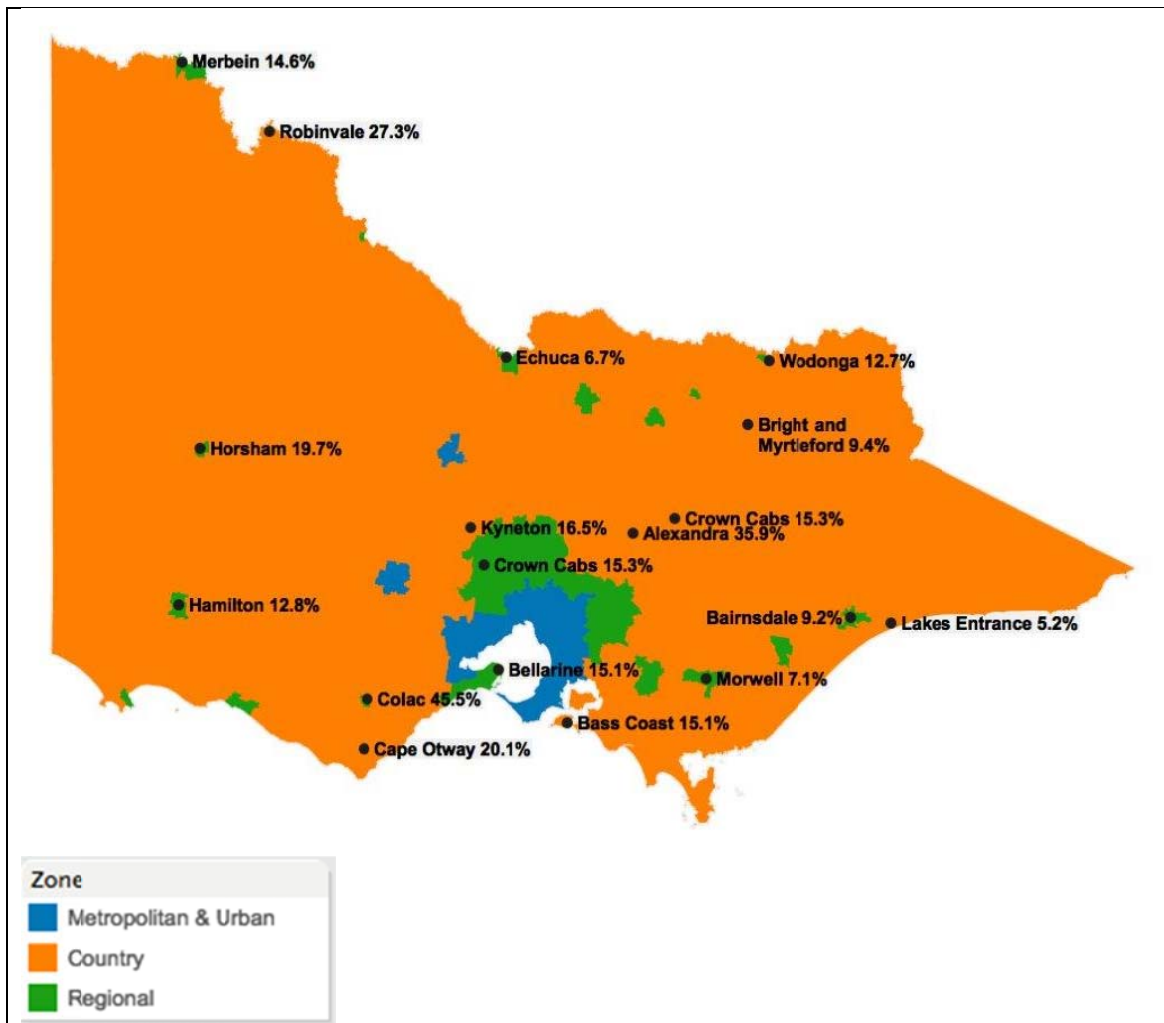 Merbein 14.6%
Robinvale 27.3%
Echuca 6.7%
Wodonga 12.7%
Bright and
Myrtleford 9.4%
Horsham 19.7%
Crown Cabs 15.3%
Kyneton 16.5%
Alexandra 35.9%
Crown Cabs 15.3%
Hamilton 12.8%
Bairnsdale 9.2%
Lakes Entrance 5.2%
Bellarine 15.1%
Morwell 7.1%
Colac 45.5%
Bass Coast 15.1%
Cape Otway 20.1%
Zone
Metropolitan & Urban
Country
Regional